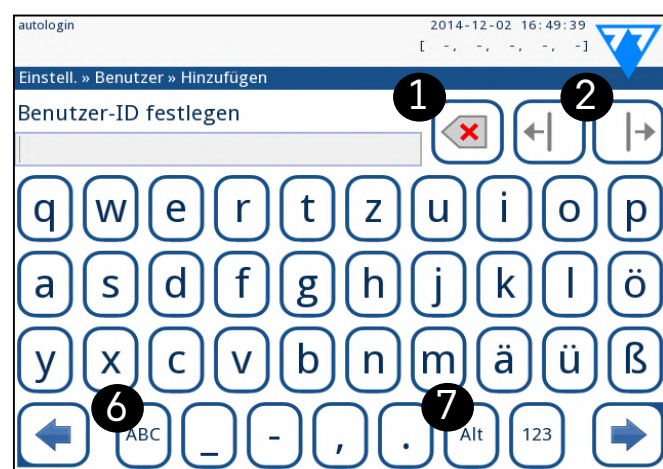 autologin 2014-12-02 16:49:39
[ -, -, -, -, -]
Einstell. » Benutzer » Hinzufügen
1 2
Benutzer-ID festlegen
q w e r t z u i o p
a s d f g h j k l ö
y x c v b n m ä ü ß
6 7
ABC _ - , . Alt 123